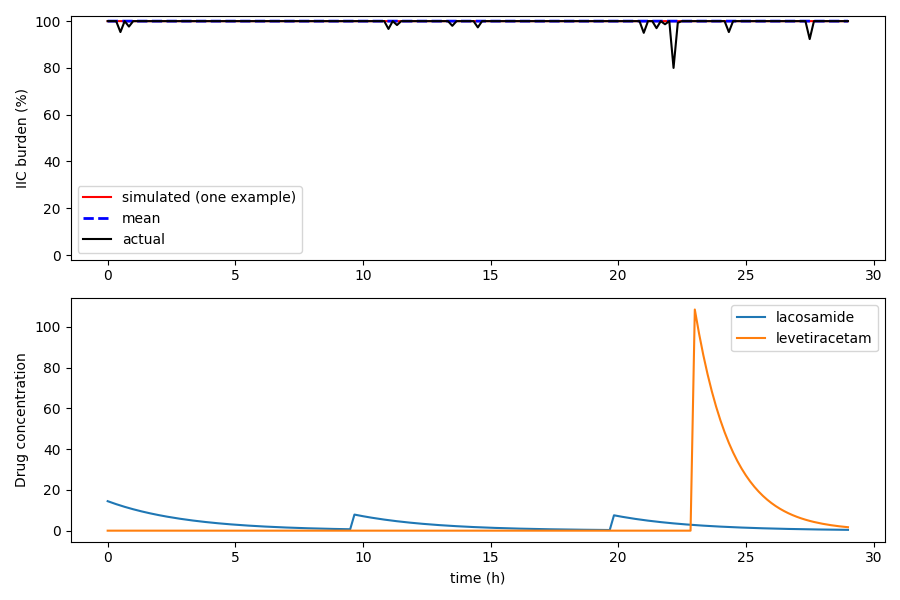 100
80
60
40
20
0
IIC burden (%)
simulated (one example)
mean
actual
0 5 10 15 20 25 30
100
80
60
40
20
0
Drug concentration
lacosamide
levetiracetam
0 5 10 15 20 25 30
time (h)